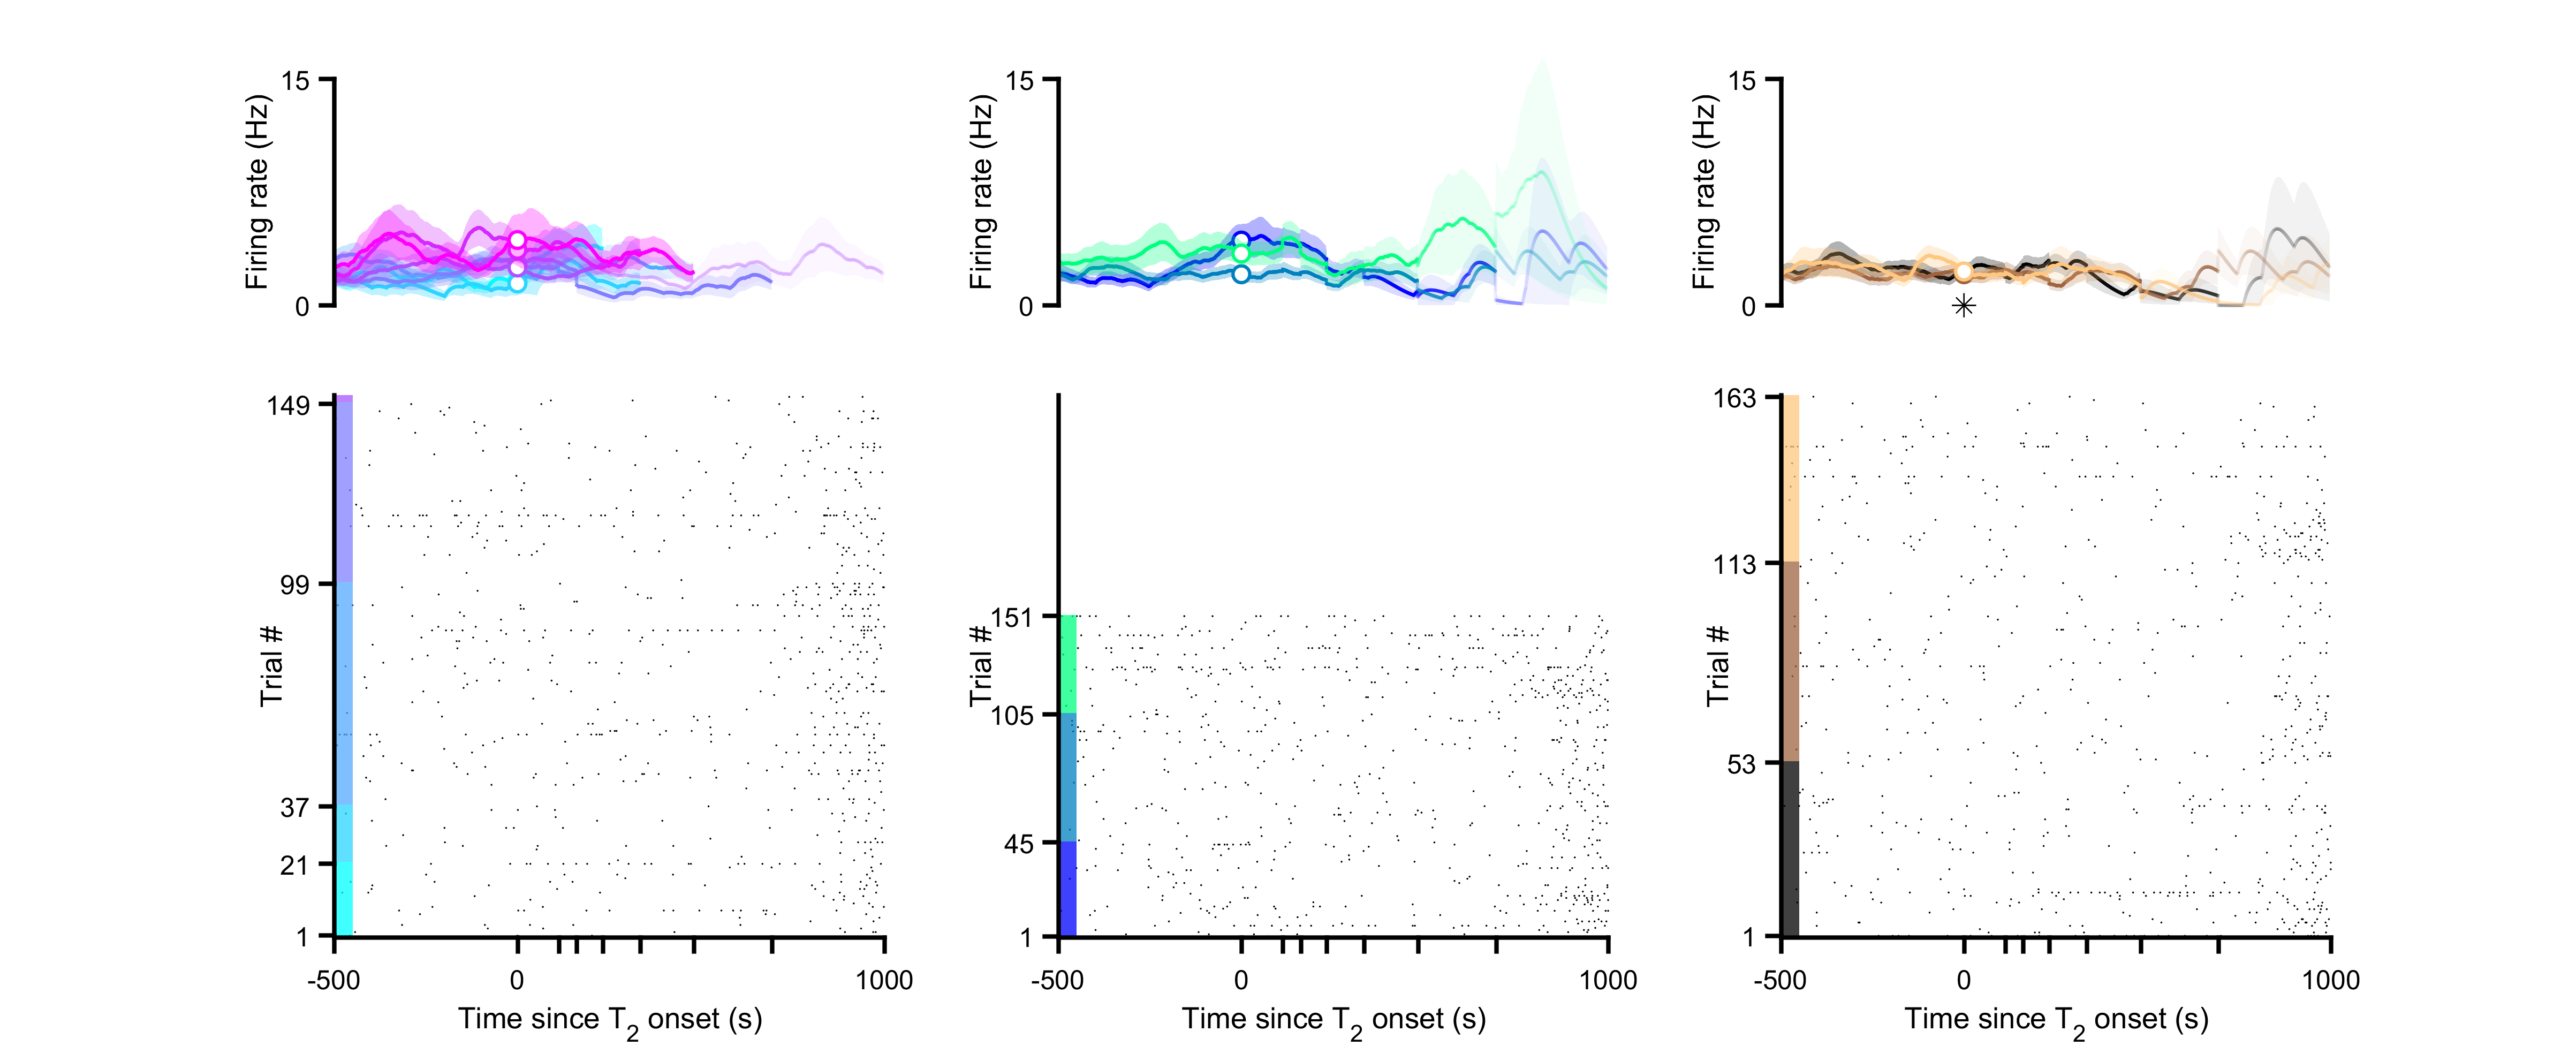 15
Firing rate (Hz)
0
15
Firing rate (Hz)
0
15
Firing rate (Hz)
0
149
99
Trial #
37
21
1
-500 0 1000
Time since T2 onset (s)
151
Trial #
105
45
1
-500 0 1000
Time since T2 onset (s)
163
113
Trial #
53
1
-500 0 1000
Time since T2 onset (s)